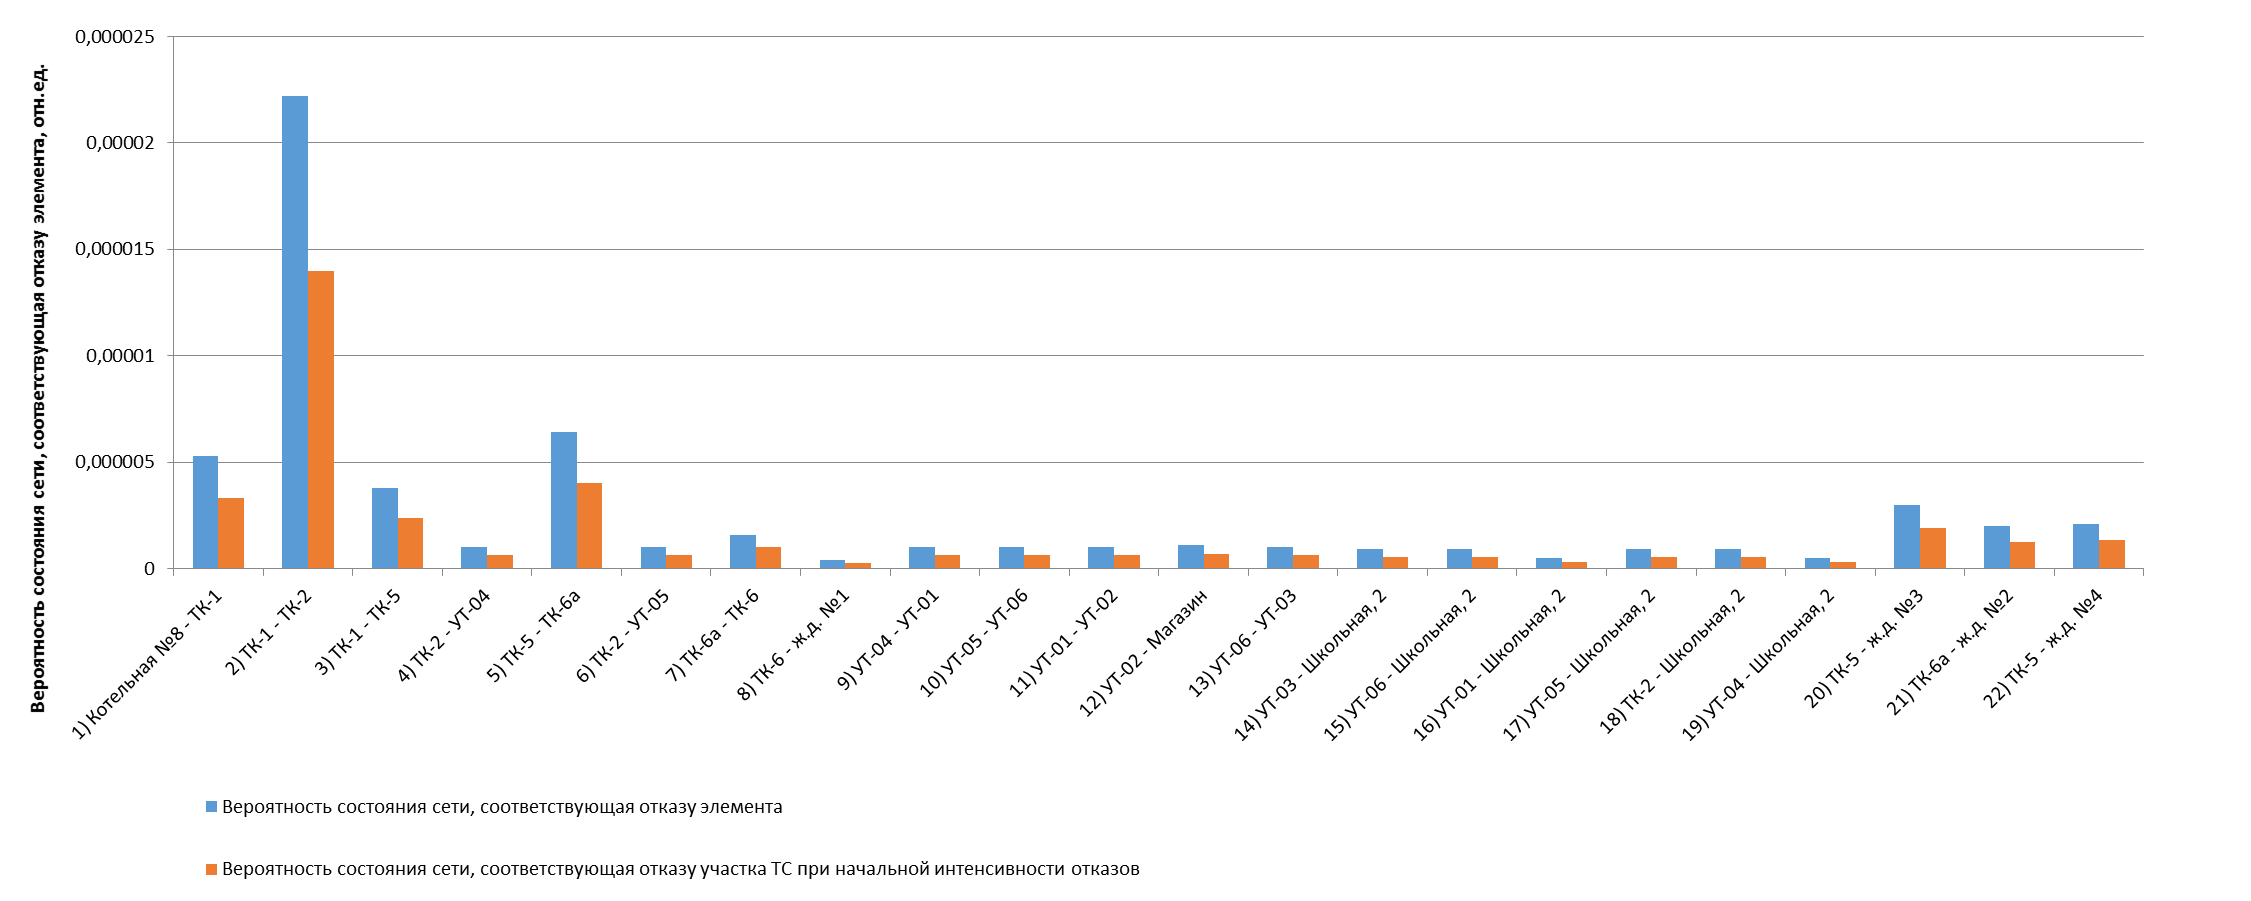 Вероятность состояния сети, соответствующая отказу элемента, отн.ед.
0,000025
0,00002
0,000015
0,00001
0,000005
0
1) Котельная №8 - ТК-1
2) ТК-1 - ТК-2
3) ТК-1 - ТК-5
4) ТК-2 - УТ-04
5) ТК-5 - ТК-6а
6) ТК-2 - УТ-05
7) ТК-6а - ТК-6
8) ТК-6 - ж.д. №1
9) УТ-04 - УТ-01
10) УТ-05 - УТ-06
11) УТ-01 - УТ-02
12) УТ-02 - Магазин
13) УТ-06 - УТ-03
14) УТ-03 - Школьная, 2
15) УТ-06 - Школьная, 2
16) УТ-01 - Школьная, 2
17) УТ-05 - Школьная, 2
18) ТК-2 - Школьная, 2
19) УТ-04 - Школьная, 2
20) ТК-5 - ж.д. №3
21) ТК-6а - ж.д. №2
22) ТК-5 - ж.д. №4
Вероятность состояния сети, соответствующая отказу элемента
Вероятность состояния сети, соответствующая отказу участка ТС при начальной интенсивности отказов